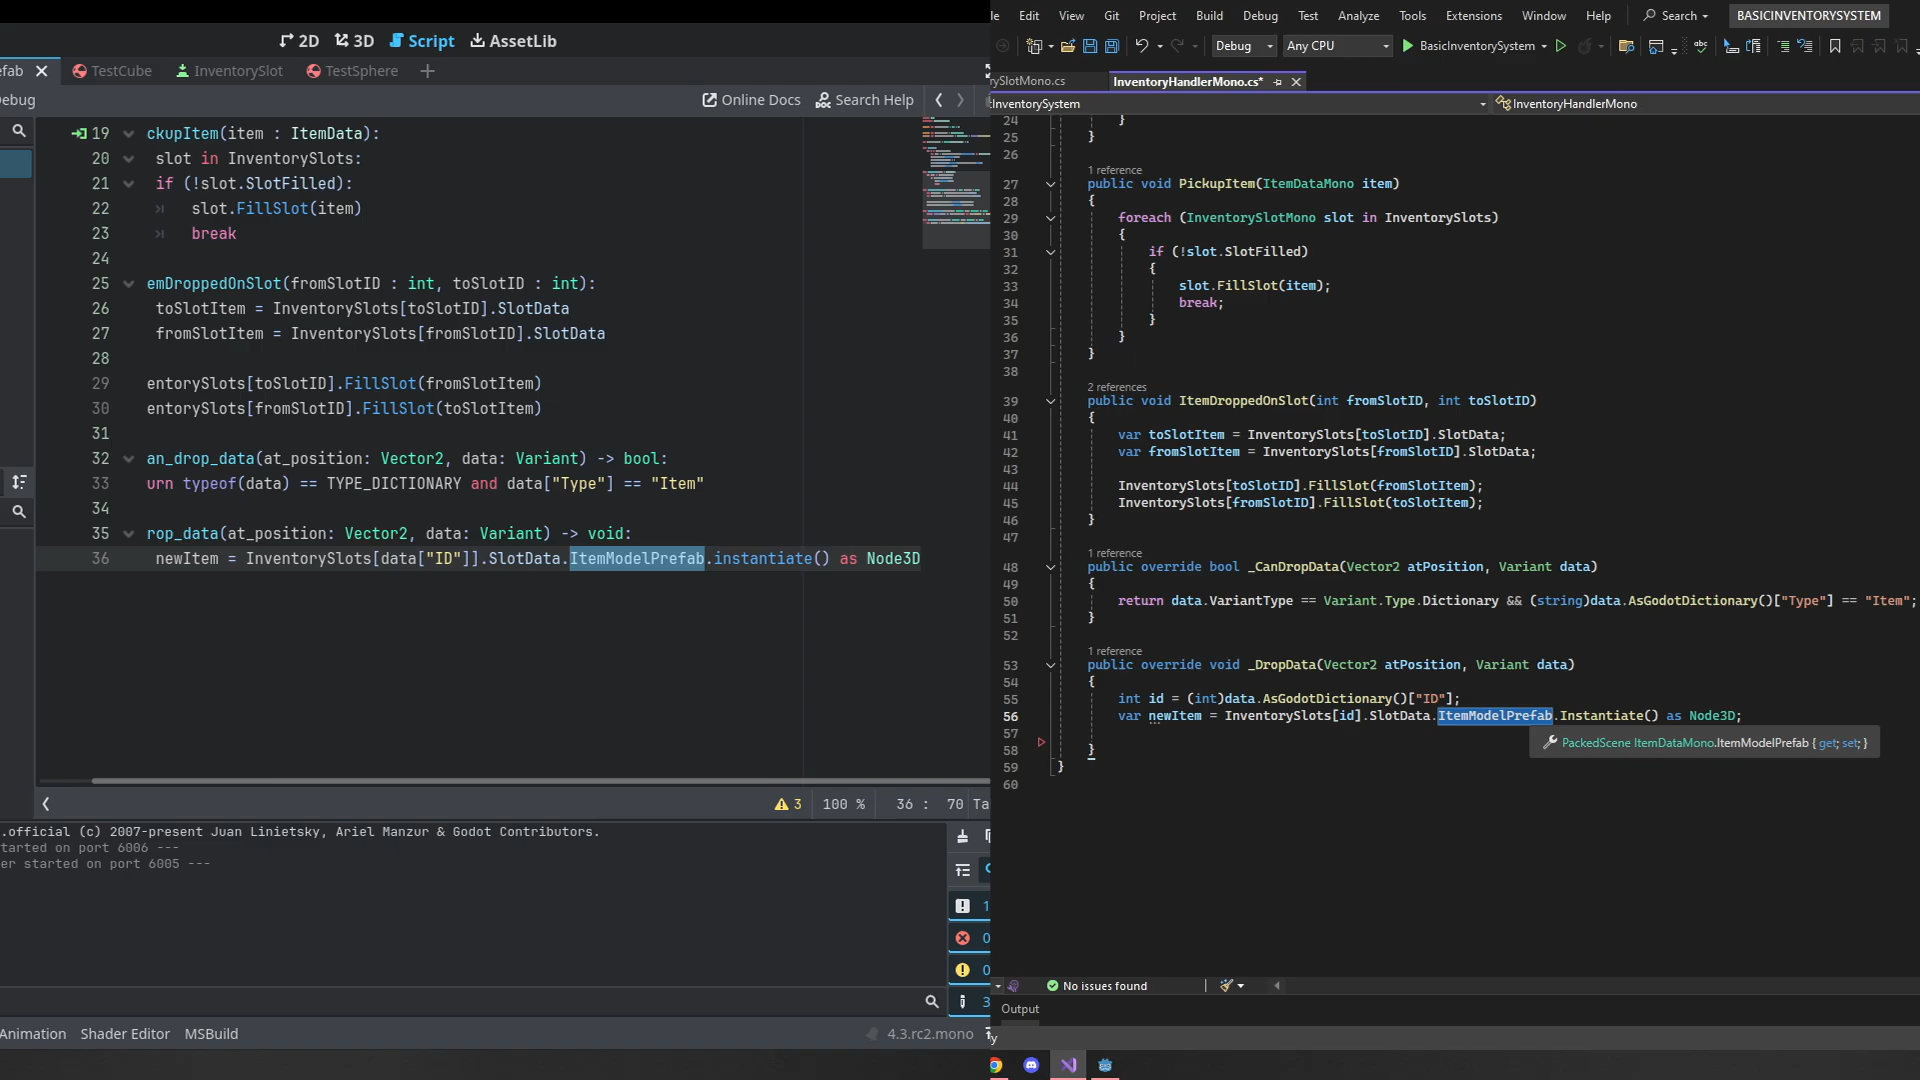 2D
3D
Script
AssetLib
efab
TestCube
InventorySlot
TestSphere
ebug
Online Docs
Search Help
19 ckupItem(item : ItemData):
20 slot in InventorySlots:
21 if (!slot.SlotFilled):
22 slot.FillSlot(item)
23 break
24
25 emDroppedOnSlot(fromSlotID : int, toSlotID : int):
26 toSlotItem = InventorySlots[toSlotID].SlotData
27 fromSlotItem = InventorySlots[fromSlotID].SlotData
28
29 entorySlots[toSlotID].FillSlot(fromSlotItem)
30 entorySlots[fromSlotID].FillSlot(toSlotItem)
31
32 an_drop_data(at_position: Vector2, data: Variant) -> bool:
33 urn typeof(data) == TYPE_DICTIONARY and data["Type"] == "Item"
34
35 rop_data(at_position: Vector2, data: Variant) -> void:
36 newItem = InventorySlots[data["ID"]].SlotData.ItemModelPrefab.instantiate() as Node3D
3
100 %
36 : 70
Ta
.official (c) 2007-present Juan Linietsky, Ariel Manzur & Godot Contributors.
tarted on port 6006 ---
er started on port 6005 ---
1
0
0
3
Animation
Shader Editor
MSBuild
4.3.rc2.mono
le
Edit
View
Git
Project
Build
Debug
Test
Analyze
Tools
Extensions
Window
Help
Search
BASICINVENTORYSYSTEM
Debug
Any CPU
BasicInventorySystem
rySlotMono.cs
InventoryHandlerMono.cs*
InventorySystem
InventoryHandlerMono
24 }
25 }
26
1 reference
27 public void PickupItem(ItemDataMono item)
28 {
29 foreach (InventorySlotMono slot in InventorySlots)
30 {
31 if (!slot.SlotFilled)
32 {
33 slot.FillSlot(item);
34 break;
35 }
36 }
37 }
38
2 references
39 public void ItemDroppedOnSlot(int fromSlotID, int toSlotID)
40 {
41 var toSlotItem = InventorySlots[toSlotID].SlotData;
42 var fromSlotItem = InventorySlots[fromSlotID].SlotData;
43
44 InventorySlots[toSlotID].FillSlot(fromSlotItem);
45 InventorySlots[fromSlotID].FillSlot(toSlotItem);
46 }
47
1 reference
48 public override bool _CanDropData(Vector2 atPosition, Variant data)
49 {
50 return data.VariantType == Variant.Type.Dictionary && (string)data.AsGodotDictionary()["Type"] == "Item";
51 }
52
1 reference
53 public override void _DropData(Vector2 atPosition, Variant data)
54 {
55 int id = (int)data.AsGodotDictionary()["ID"];
56 var newItem = InventorySlots[id].SlotData.ItemModelPrefab.Instantiate() as Node3D;
57
PackedScene ItemDataMono.ItemModelPrefab { get; set; }
58 }
59 }
60
No issues found
Output
y